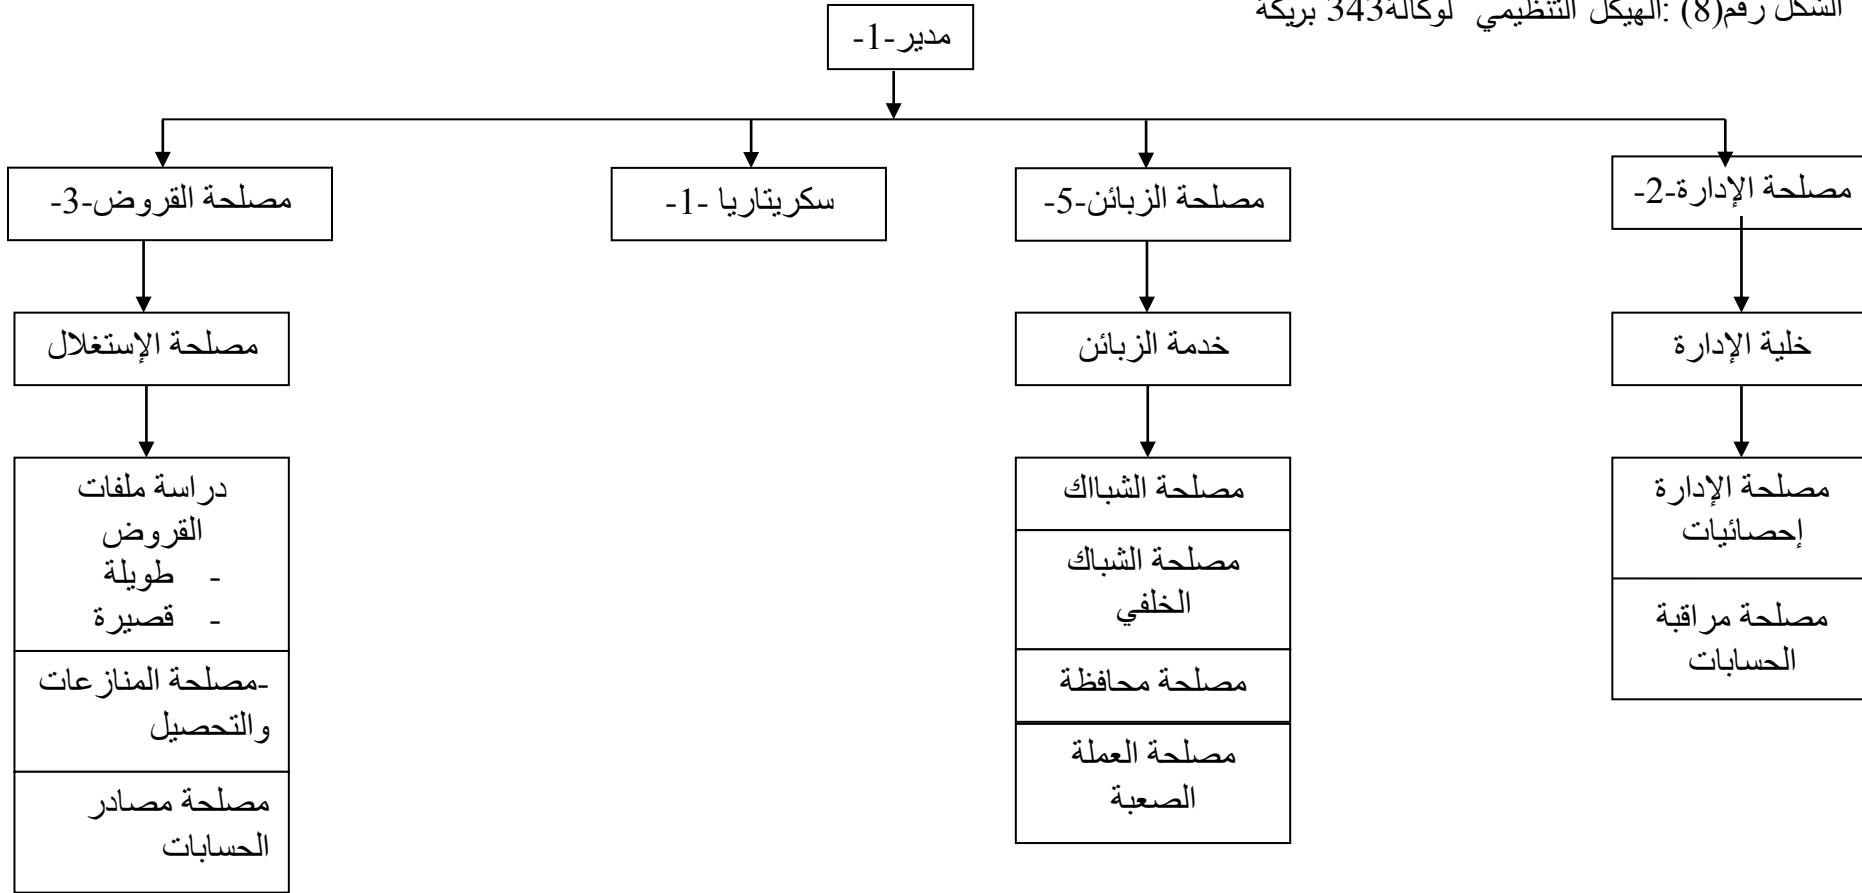 الشكل رقم(8) :الهيكل التنظيمي لوكالة343 بريكة
مدير-1-
مصلحة الإدارة-2-
مصلحة الزبائن-5-
سكريتاريا -1-
مصلحة القروض-3-
خلية الإدارة
خدمة الزبائن
مصلحة الإستغلال
مصلحة الإدارة
إحصائيات
مصلحة مراقبة
الحسابات
مصلحة الشبااك
مصلحة الشباك
الخلفي
مصلحة محافظة
مصلحة العملة
الصعبة
دراسة ملفات
القروض
- طويلة
- قصيرة
-مصلحة المنازعات
والتحصيل
مصلحة مصادر
الحسابات